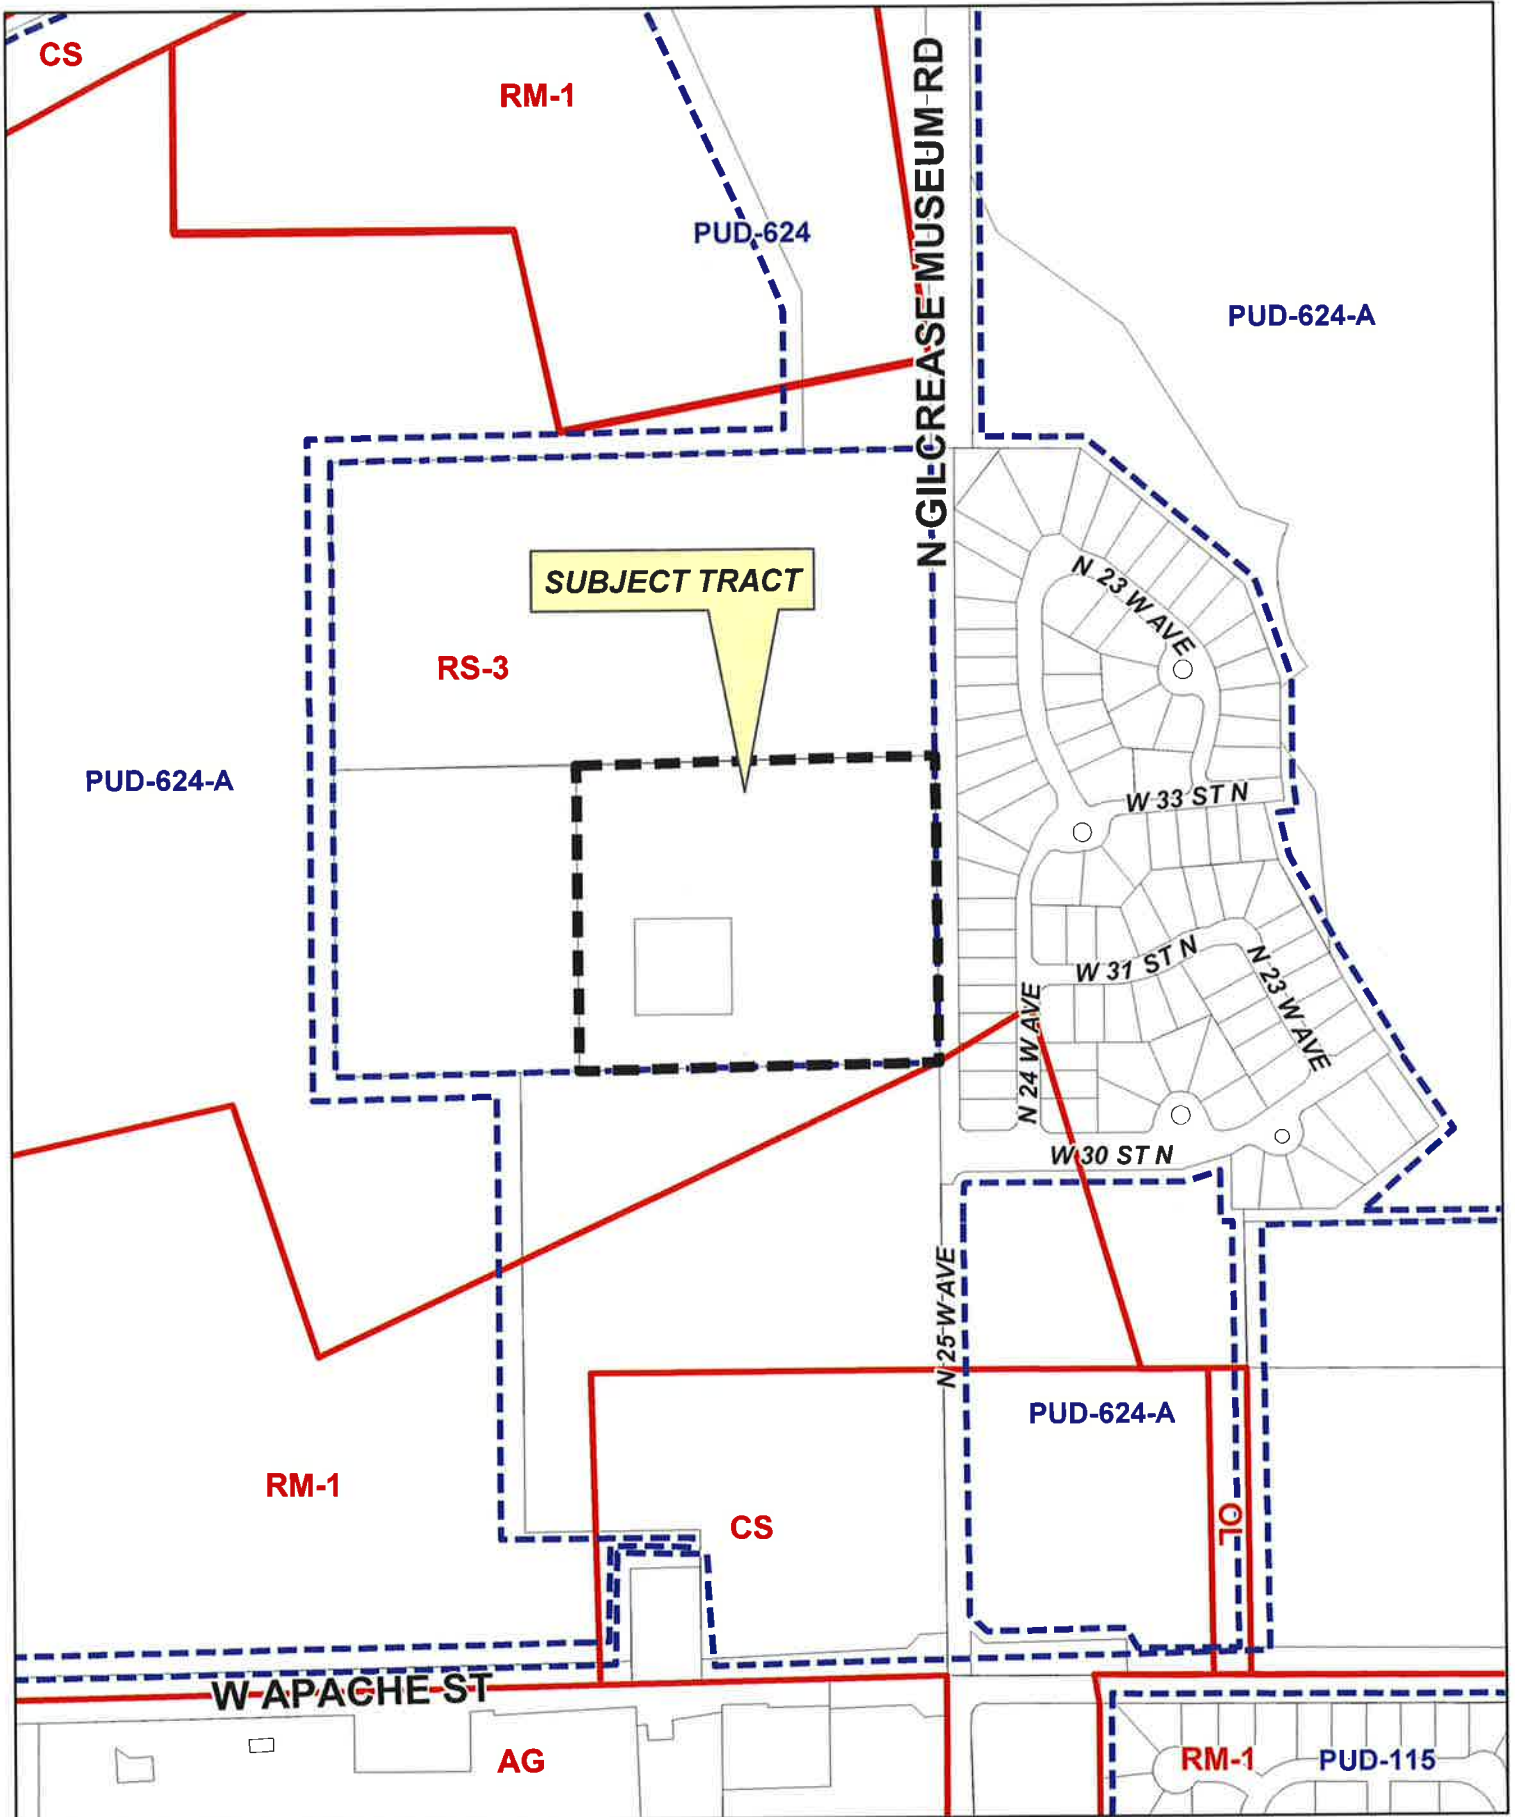 CS
RM-1
N GILCREASE MUSEUM RD
PUD-624
PUD-624-A
SUBJECT TRACT
N 23 W AVE
RS-3
PUD-624-A
W 33 ST N
W 31 ST N
N 23 W AVE
N 24 W AVE
W 30 ST N
N 25 W AVE
PUD-624-A
RM-1
CS
OL
W APACHE ST
AG
RM-1
PUD-115